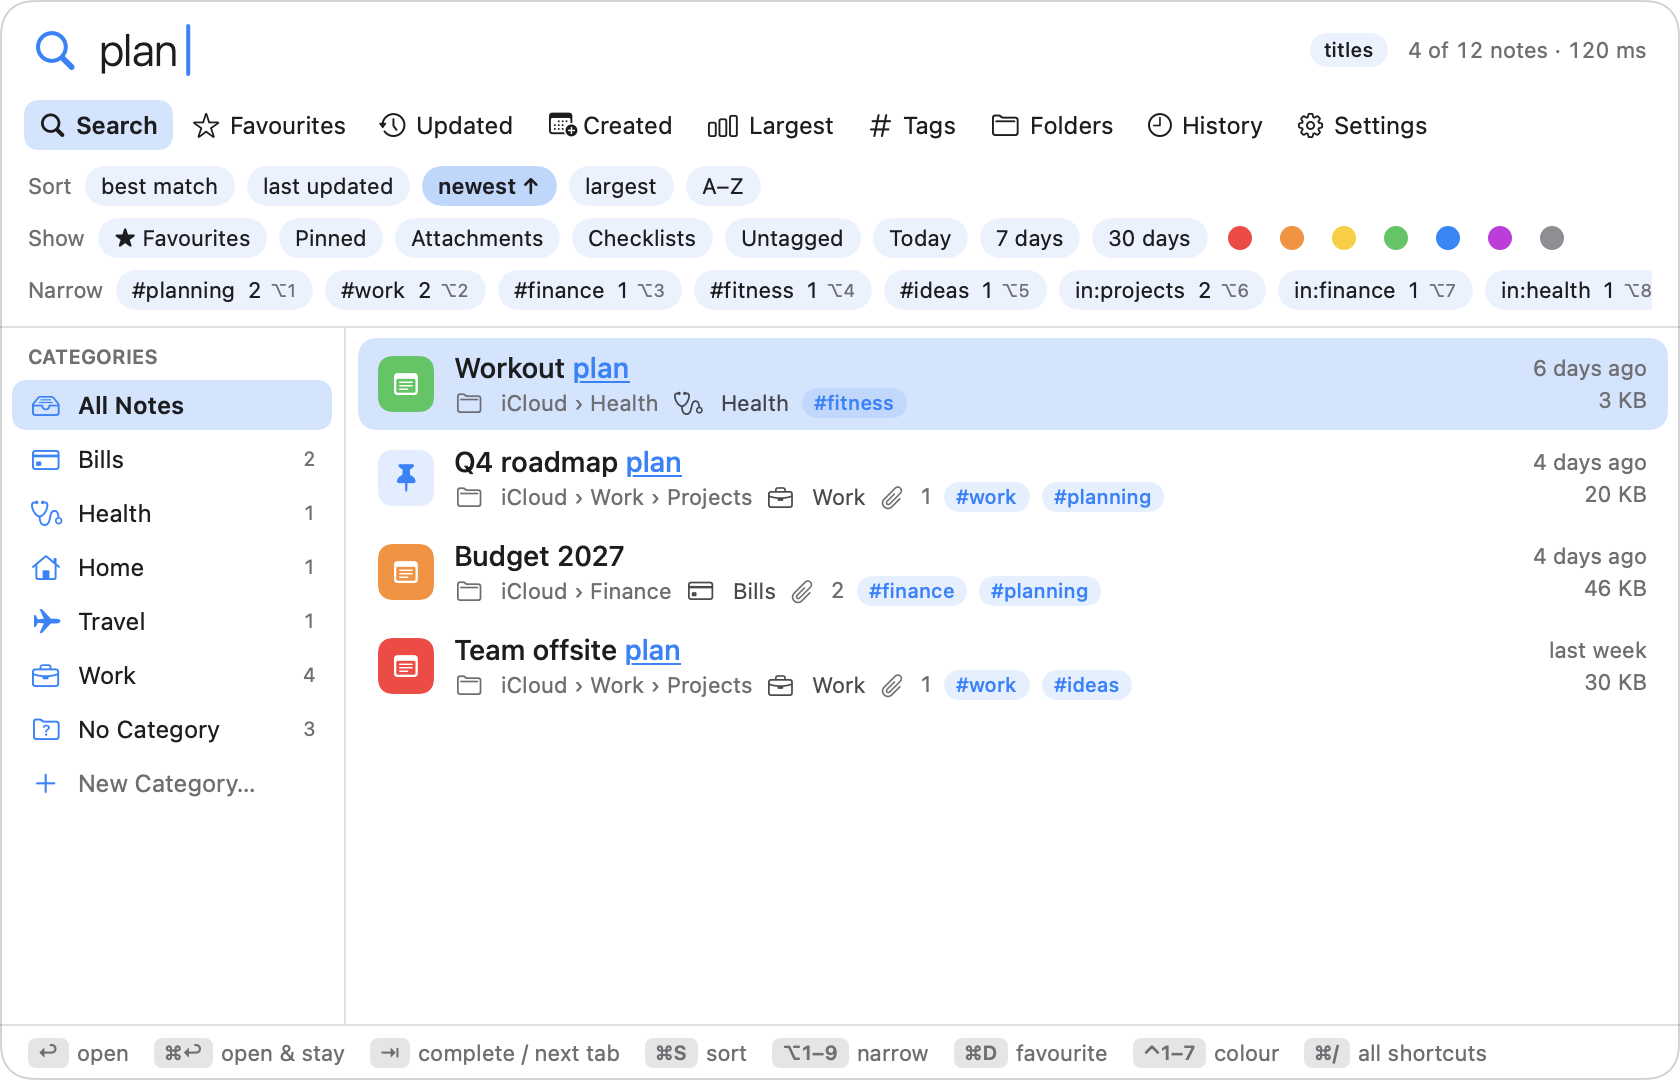 plan
titles 4 of 12 notes · 120 ms
Search Favourites Updated Created Largest # Tags Folders History Settings
Sort best match last updated newest ↑ largest A–Z
Show ★ Favourites Pinned Attachments Checklists Untagged Today 7 days 30 days
Narrow #planning 2 ⌥1 #work 2 ⌥2 #finance 1 ⌥3 #fitness 1 ⌥4 #ideas 1 ⌥5 in:projects 2 ⌥6 in:finance 1 ⌥7 in:health 1 ⌥8
CATEGORIES
All Notes
Bills 2
Health 1
Home 1
Travel 1
Work 4
No Category 3
+ New Category...
Workout plan 6 days ago
iCloud › Health Health #fitness 3 KB
Q4 roadmap plan 4 days ago
iCloud › Work › Projects Work 1 #work #planning 20 KB
Budget 2027 4 days ago
iCloud › Finance Bills 2 #finance #planning 46 KB
Team offsite plan last week
iCloud › Work › Projects Work 1 #work #ideas 30 KB
↩ open ⌘↩ open & stay ⇥ complete / next tab ⌘S sort ⌥1–9 narrow ⌘D favourite ^1–7 colour ⌘/ all shortcuts